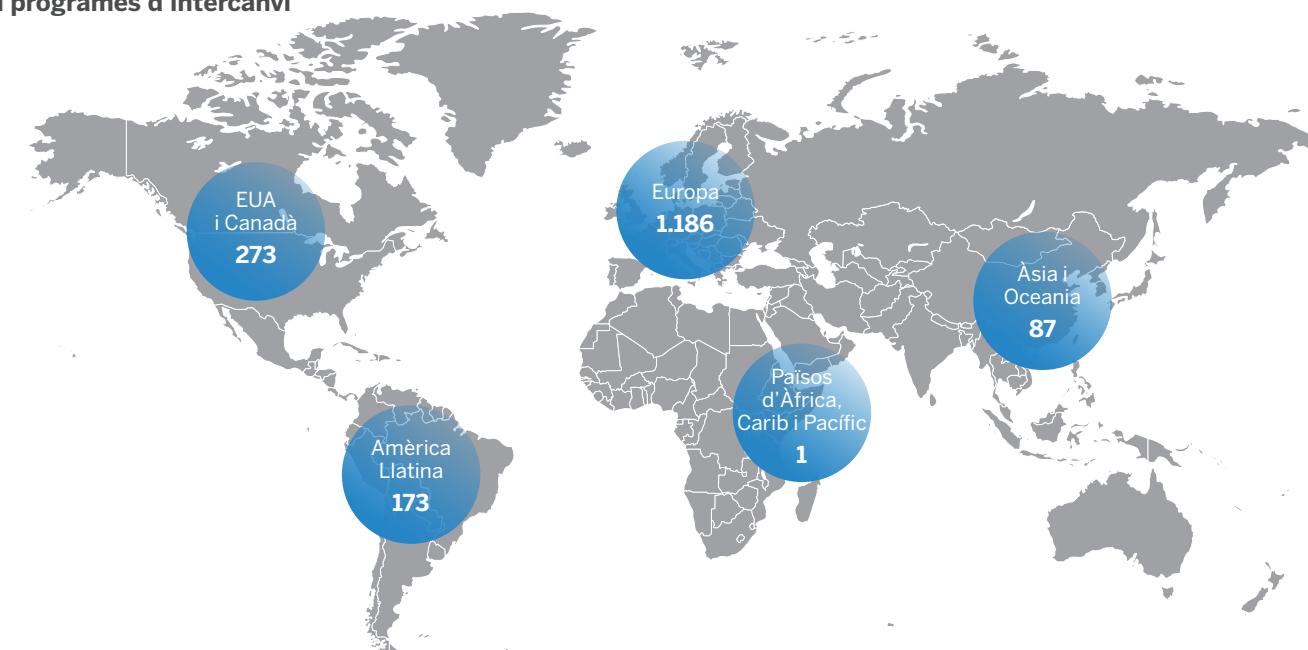 programes d'intercanvi
EUA
i Canadà
273
Europa
1.186
Àsia i
Oceania
87
Països
d'Àfrica,
Carib i Pacífic
1
Amèrica
Llatina
173